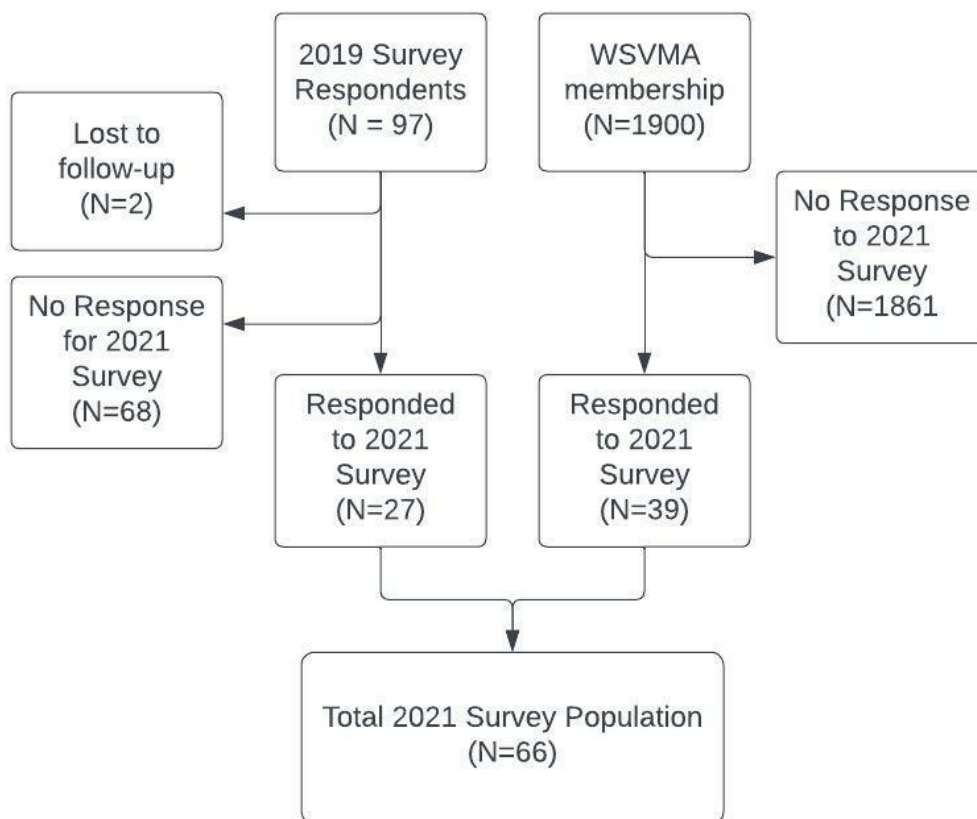 2019 Survey
Respondents
(N = 97)
WSVMA
membership
(N=1900)
Lost to
follow-up
(N=2)
No Response
to 2021
Survey
(N=1861
No Response
for 2021
Survey
(N=68)
Responded
to 2021
Survey
(N=27)
Responded
to 2021
Survey
(N=39)
Total 2021 Survey Population
(N=66)